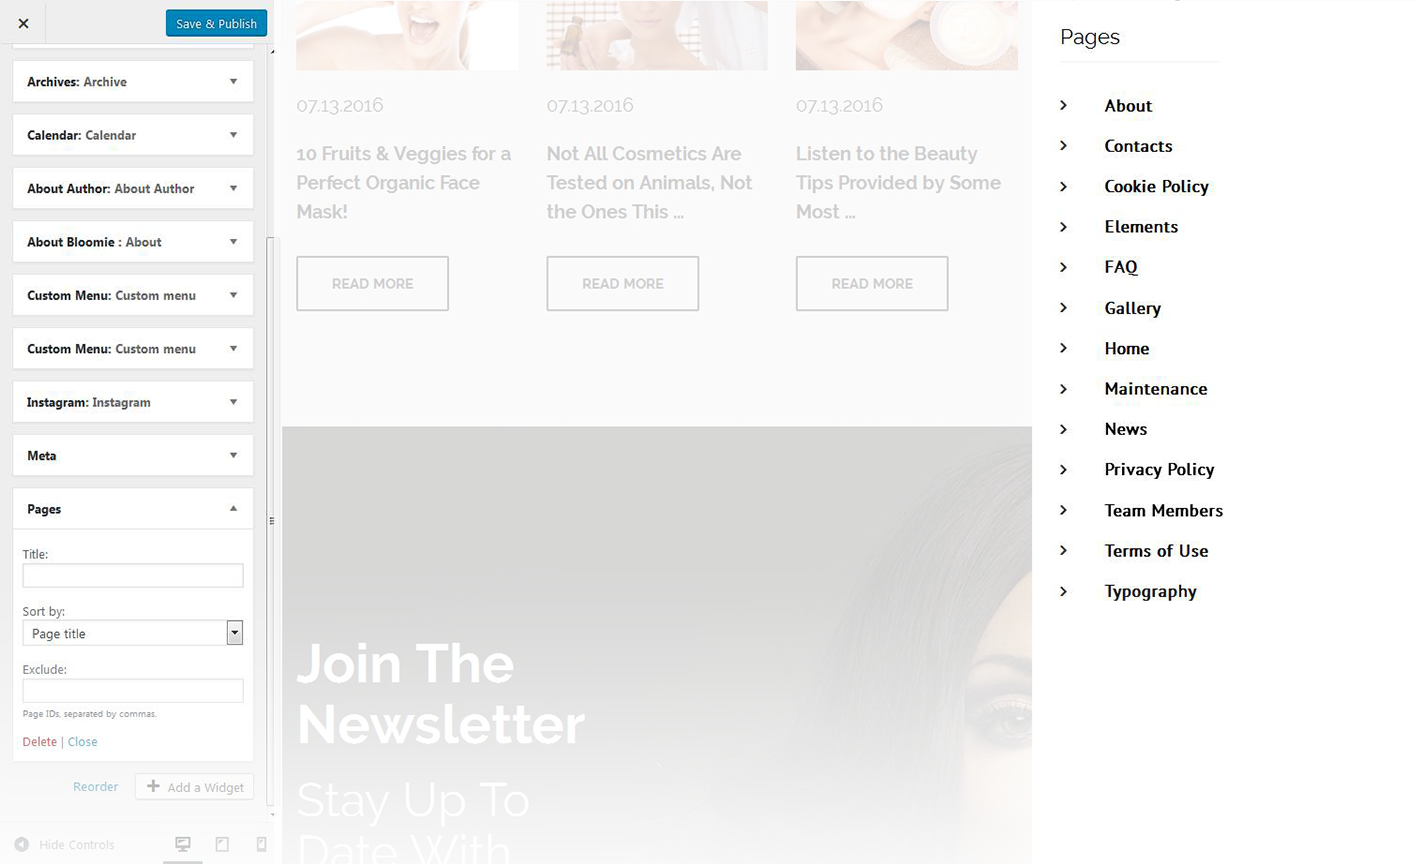 Save & Publish
Archives: Archive
Calendar: Calendar
About Author: About Author
About Bloomie : About
Custom Menu: Custom menu
Custom Menu: Custom menu
Instagram: Instagram
Meta
Pages
Title:
Sort by:
Page title
Exclude:
Page IDs, separated by commas.
Delete | Close
Reorder
Add a Widget
Hide Controls
07.13.2016
10 Fruits & Veggies for a
Perfect Organic Face
Mask!
READ MORE
07.13.2016
Not All Cosmetics Are
Tested on Animals, Not
the Ones This ...
READ MORE
07.13.2016
Listen to the Beauty
Tips Provided by Some
Most ...
READ MORE
Join The
Newsletter
Stay Up To
Date With
Pages
About
Contacts
Cookie Policy
Elements
FAQ
Gallery
Home
Maintenance
News
Privacy Policy
Team Members
Terms of Use
Typography